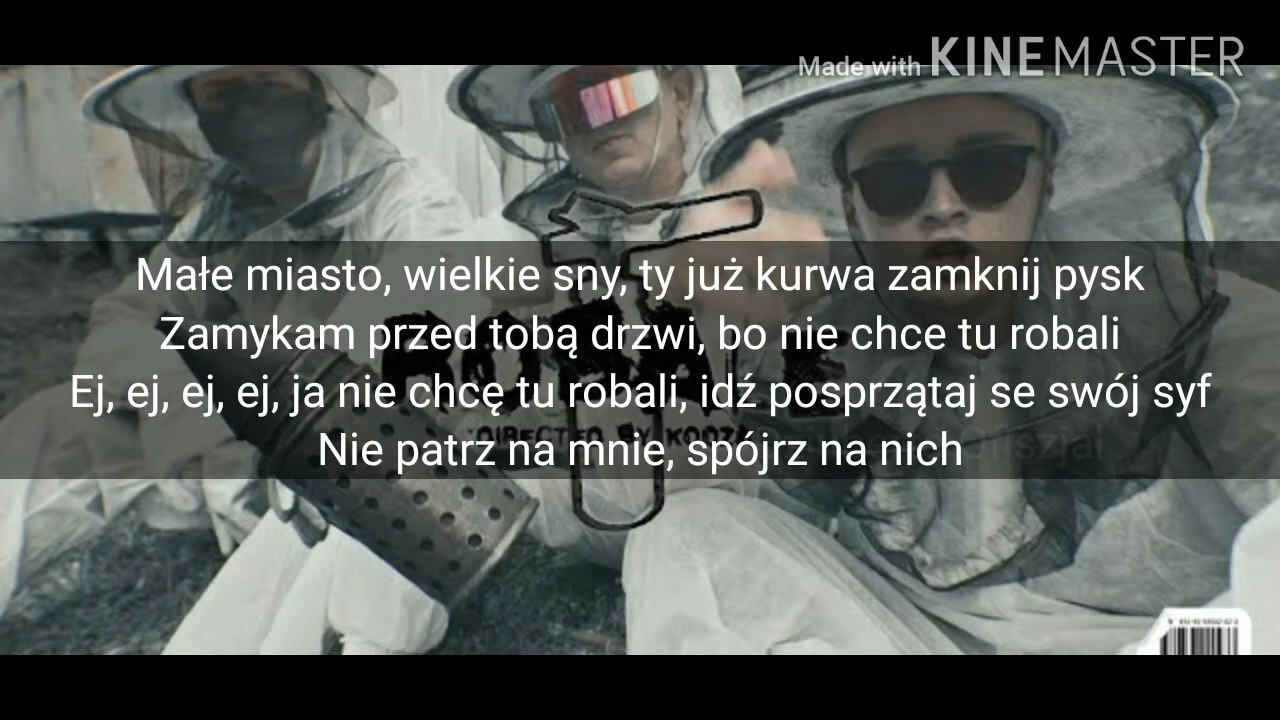 Made with KINEMASTER
Małe miasto, wielkie sny, ty już kurwa zamknij pysk
Zamykam przed tobą drzwi, bo nie chce tu robali
Ej, ej, ej, ej, ja nie chcę tu robali, idź posprzątaj se swój syf
DIRECTED BY
Nie patrz na mnie, spójrz na nich